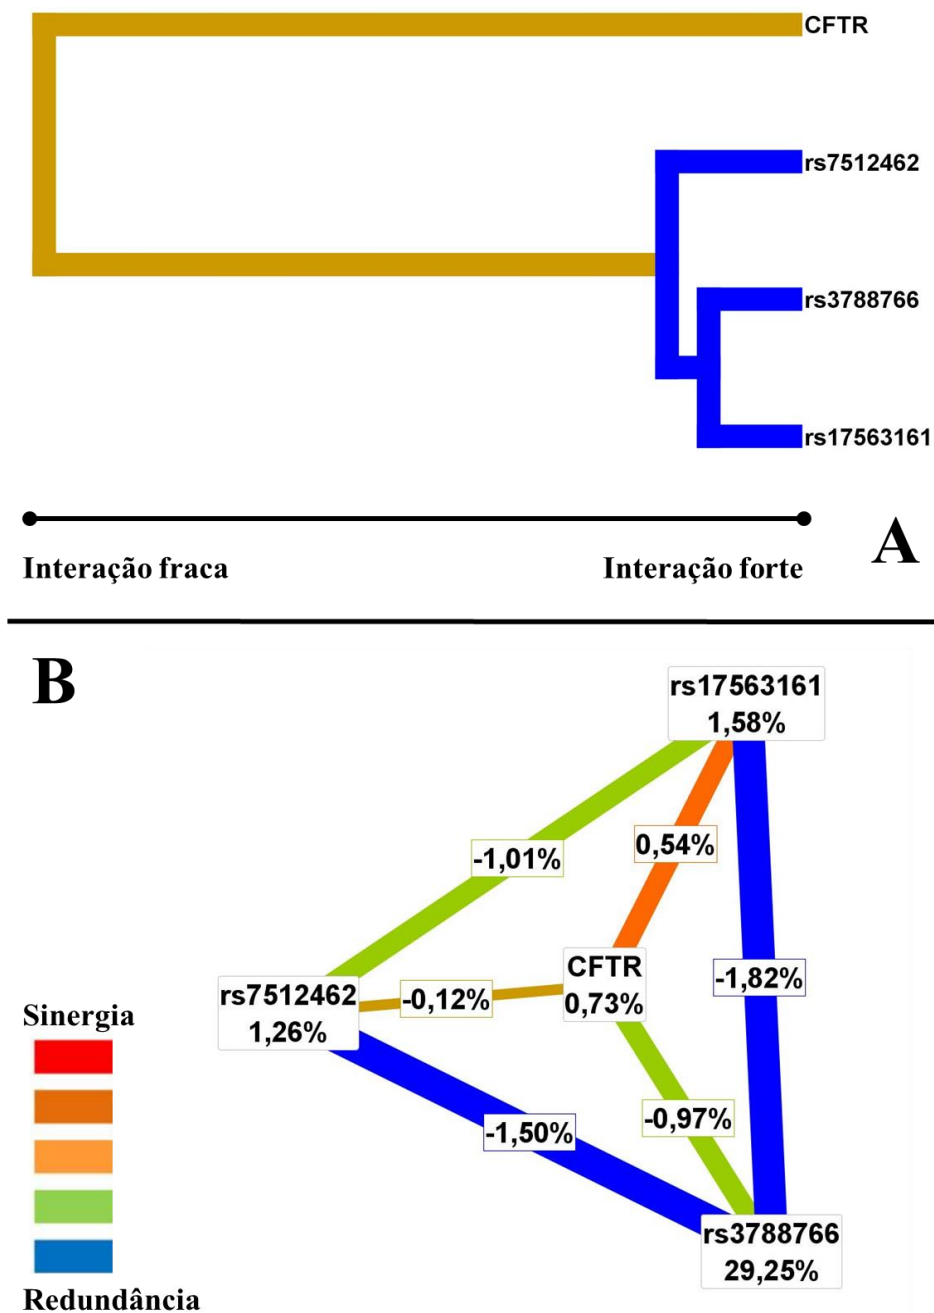 CFTR
rs7512462
rs3788766
rs17563161
Interação fraca
Interação forte
A
B
rs17563161
1,58%
-1,01%
0,54%
CFTR
0,73%
-1,82%
rs7512462
1,26%
-0,12%
Sinergia
-1,50%
-0,97%
rs3788766
29,25%
Redundância